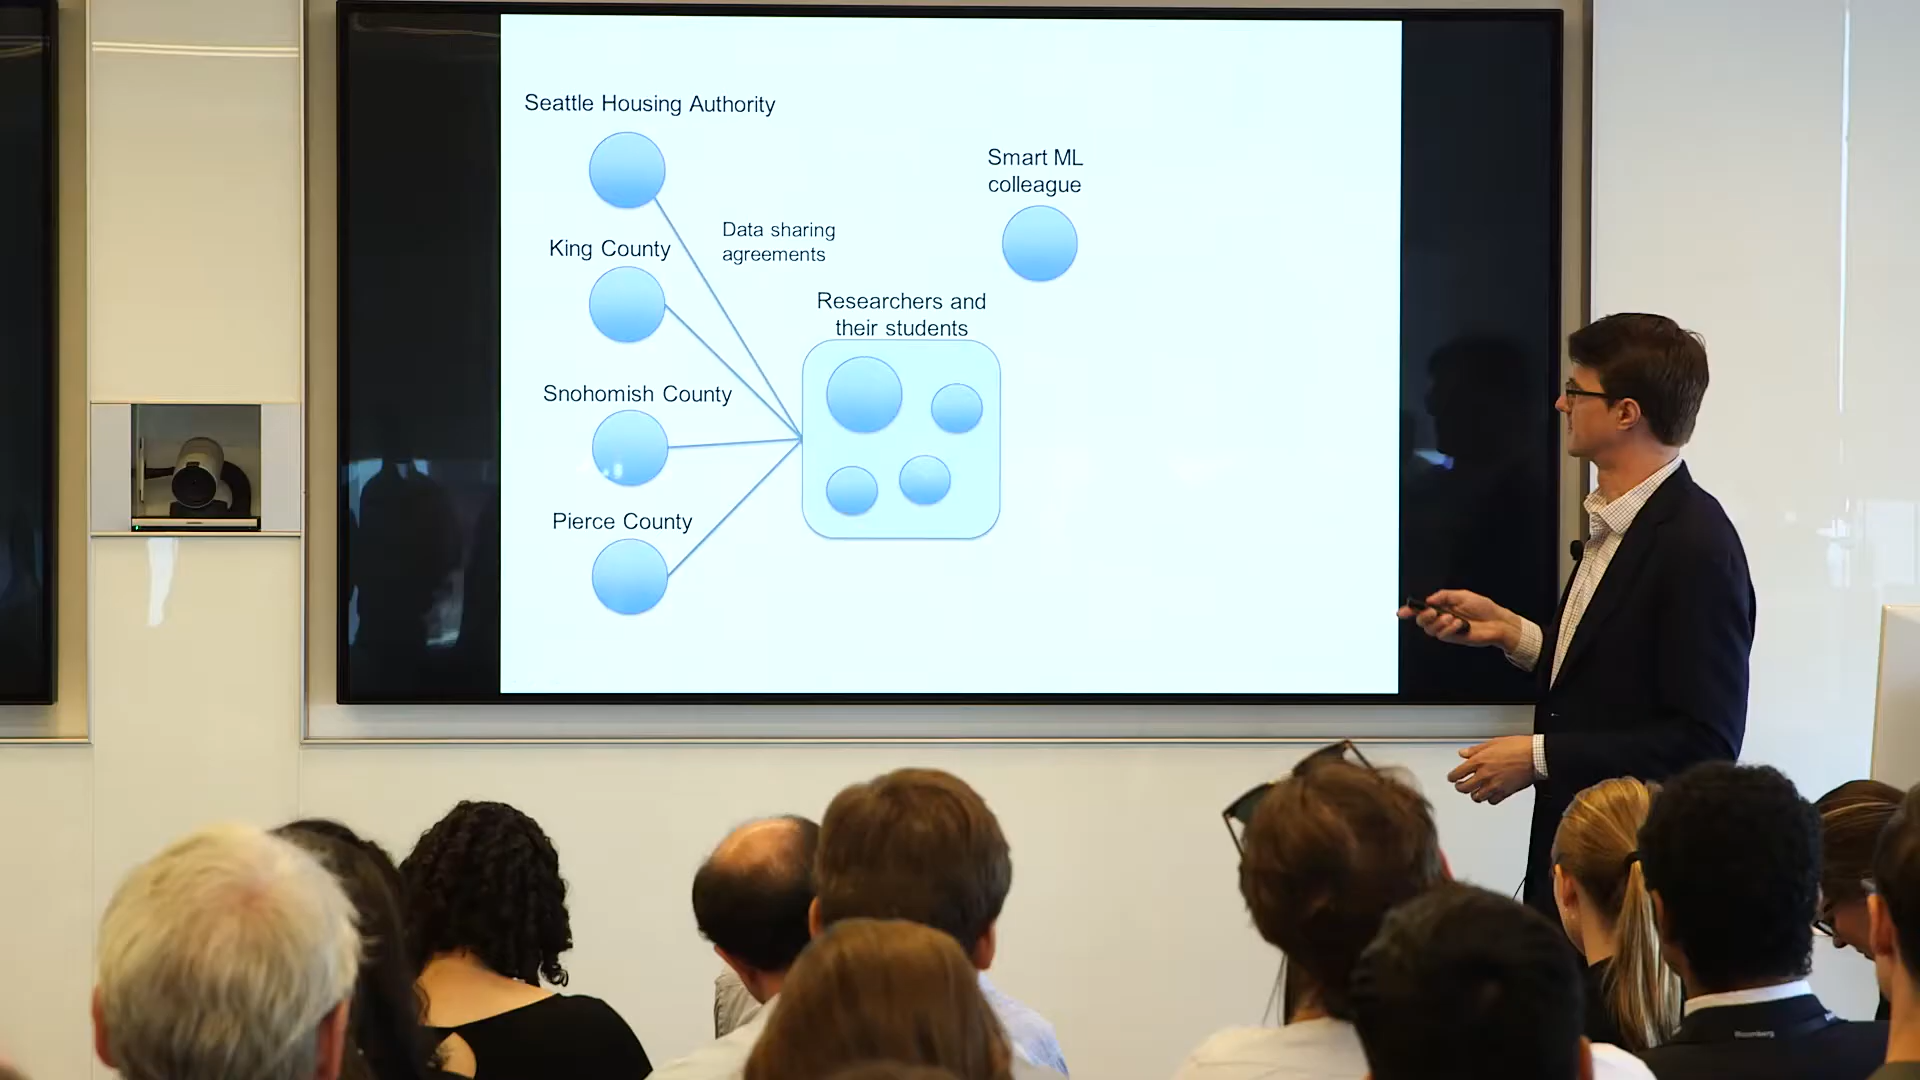 Seattle Housing Authority
Smart ML
colleague
Data sharing
agreements
King County
Researchers and
their students
Snohomish County
Pierce County
Bloomberg